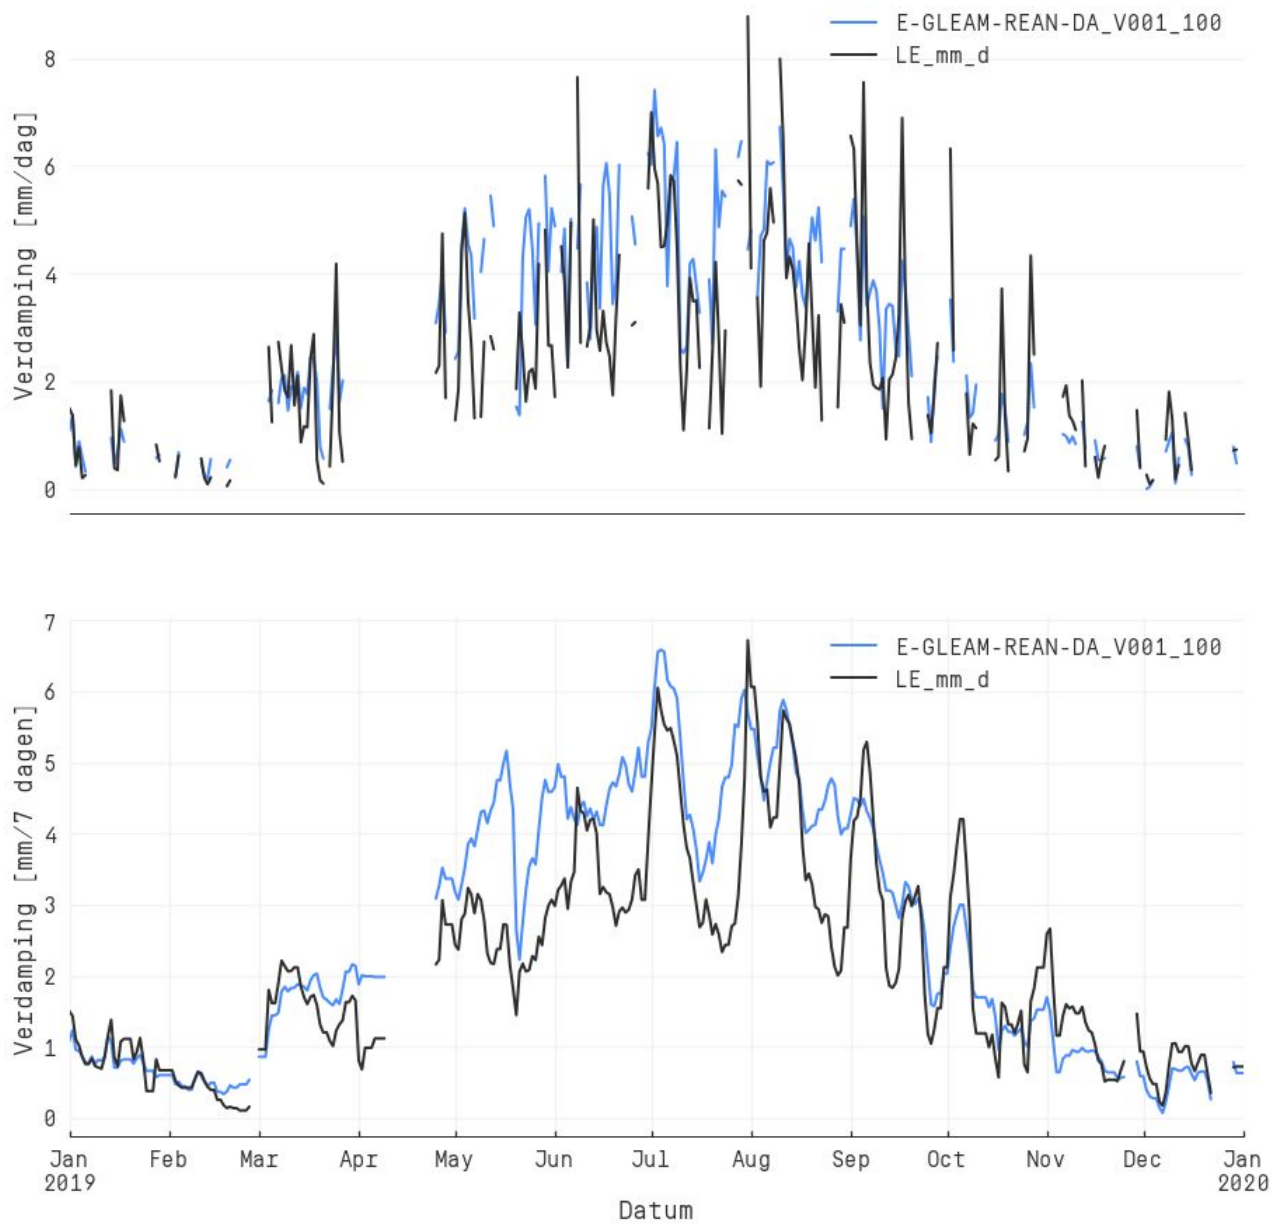 E-GLEAM-REAN-DA_V001_100
LE_mm_d
Verdamping [mm/dag]
8
6
4
2
0
E-GLEAM-REAN-DA_V001_100
LE_mm_d
Verdamping [mm/7 dagen]
7
6
5
4
3
2
1
0
Jan Feb Mar Apr May Jun Jul Aug Sep Oct Nov Dec Jan
2019 2020
Datum